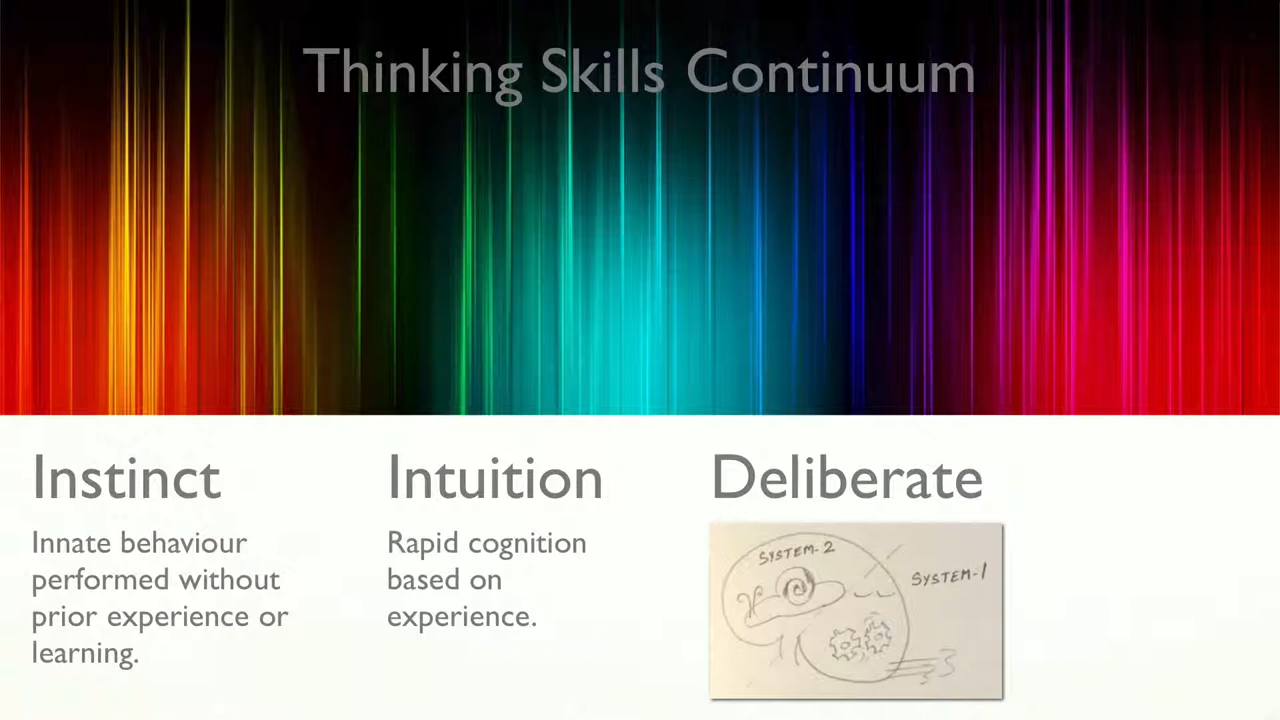 Thinking Skills Continuum
Instinct
Innate behaviour
performed without
prior experience or
learning.
Intuition
Rapid cognition
based on
experience.
Deliberate
SYSTEM-2
SYSTEM-1